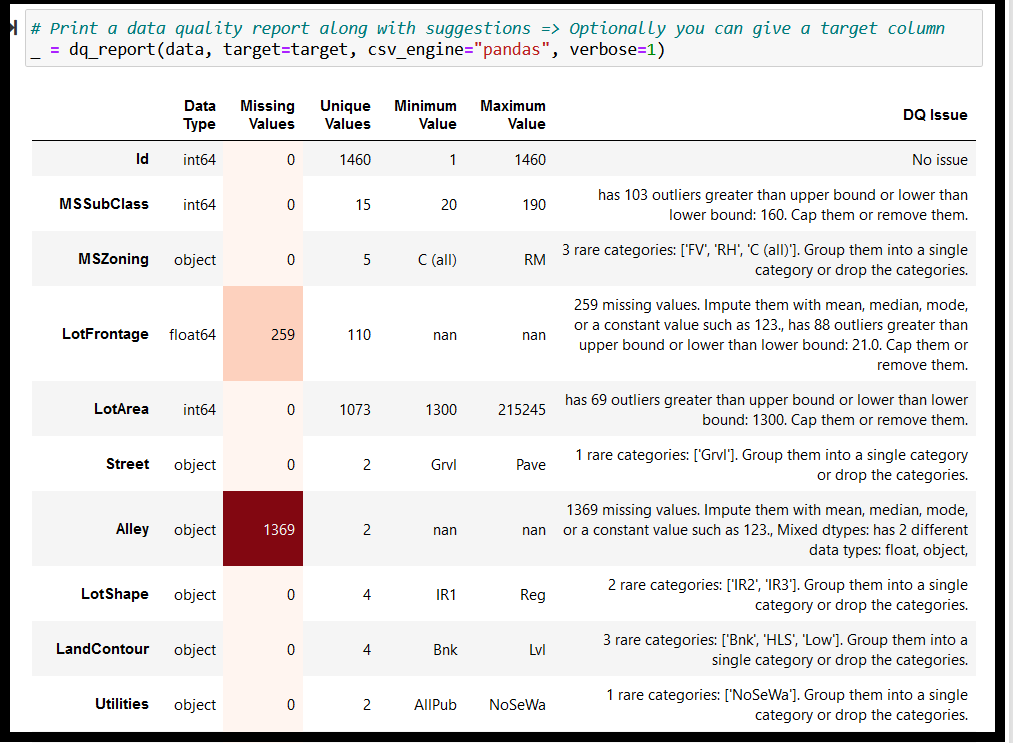 # Print a data quality report along with suggestions => Optionally you can give a target column
_ = dq_report(data, target=target, csv_engine="pandas", verbose=1)
Data Type Missing Values Unique Values Minimum Value Maximum Value DQ Issue
Id int64 0 1460 1 1460 No issue
MSSubClass int64 0 15 20 190 has 103 outliers greater than upper bound or lower than
lower bound: 160. Cap them or remove them.
MSZoning object 0 5 C (all) RM 3 rare categories: ['FV', 'RH', 'C (all)']. Group them into a single
category or drop the categories.
LotFrontage float64 259 110 nan nan 259 missing values. Impute them with mean, median, mode,
or a constant value such as 123., has 88 outliers greater than
upper bound or lower than lower bound: 21.0. Cap them or
remove them.
LotArea int64 0 1073 1300 215245 has 69 outliers greater than upper bound or lower than lower
bound: 1300. Cap them or remove them.
Street object 0 2 Grvl Pave 1 rare categories: ['Grvl']. Group them into a single category
or drop the categories.
Alley object 1369 2 nan nan 1369 missing values. Impute them with mean, median, mode,
or a constant value such as 123., Mixed dtypes: has 2 different
data types: float, object,
LotShape object 0 4 IR1 Reg 2 rare categories: ['IR2', 'IR3']. Group them into a single
category or drop the categories.
LandContour object 0 4 Bnk Lvl 3 rare categories: ['Bnk', 'HLS', 'Low']. Group them into a
single category or drop the categories.
Utilities object 0 2 AllPub NoSeWa 1 rare categories: ['NoSeWa']. Group them into a single
category or drop the categories.